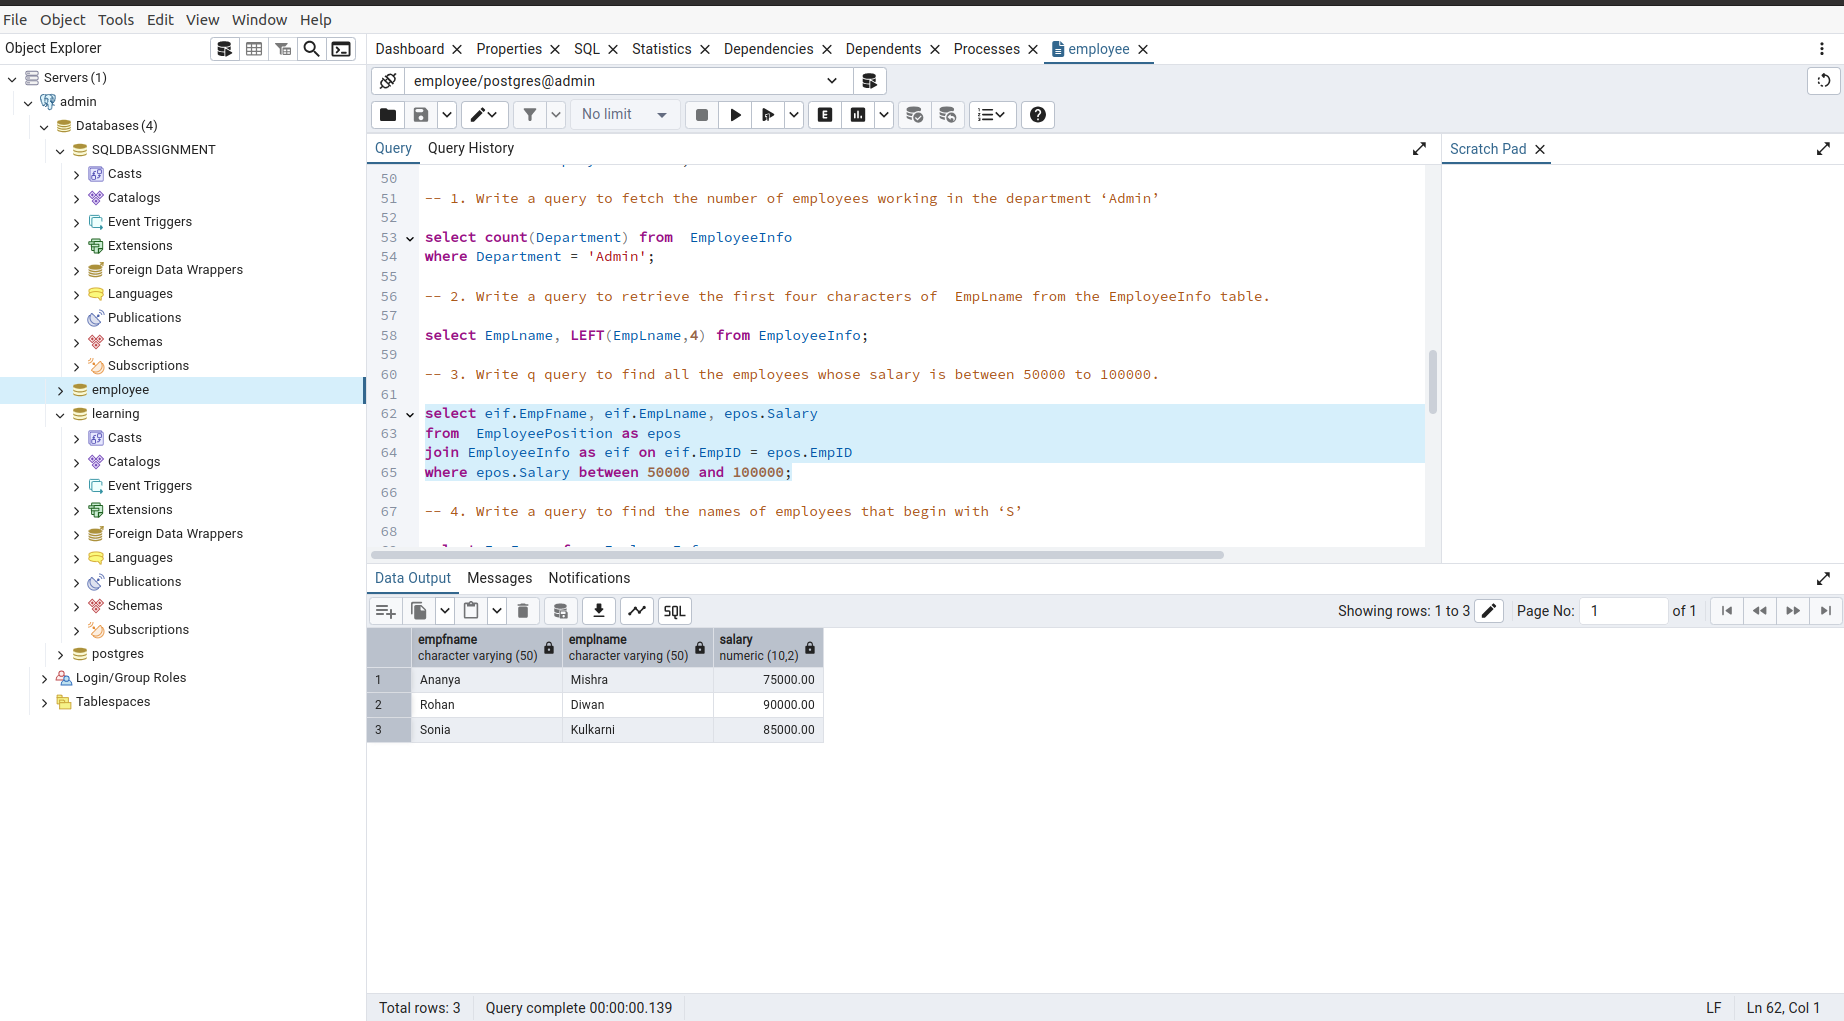 File Object Tools Edit View Window Help
Object Explorer
Servers (1)
admin
Databases (4)
SQLDBASSIGNMENT
Casts
Catalogs
Event Triggers
Extensions
Foreign Data Wrappers
Languages
Publications
Schemas
Subscriptions
employee
learning
Casts
Catalogs
Event Triggers
Extensions
Foreign Data Wrappers
Languages
Publications
Schemas
Subscriptions
postgres
Login/Group Roles
Tablespaces
Dashboard Properties SQL Statistics Dependencies Dependents Processes employee
employee/postgres@admin
No limit E
Query Query History
50
51 -- 1. Write a query to fetch the number of employees working in the department ‘Admin’
52
53 select count(Department) from  EmployeeInfo
54 where Department = 'Admin';
55
56 -- 2. Write a query to retrieve the first four characters of  EmpLname from the EmployeeInfo table.
57
58 select EmpLname, LEFT(EmpLname,4) from EmployeeInfo;
59
60 -- 3. Write q query to find all the employees whose salary is between 50000 to 100000.
61
62 select eif.EmpFname, eif.EmpLname, epos.Salary
63 from  EmployeePosition as epos
64 join EmployeeInfo as eif on eif.EmpID = epos.EmpID
65 where epos.Salary between 50000 and 100000;
66
67 -- 4. Write a query to find the names of employees that begin with ‘S’
68
Scratch Pad
Data Output Messages Notifications
SQL
Showing rows: 1 to 3 Page No: 1 of 1
empfname emplname salary
character varying (50) character varying (50) numeric (10,2)
1 Ananya Mishra 75000.00
2 Rohan Diwan 90000.00
3 Sonia Kulkarni 85000.00
Total rows: 3 Query complete 00:00:00.139 LF Ln 62, Col 1